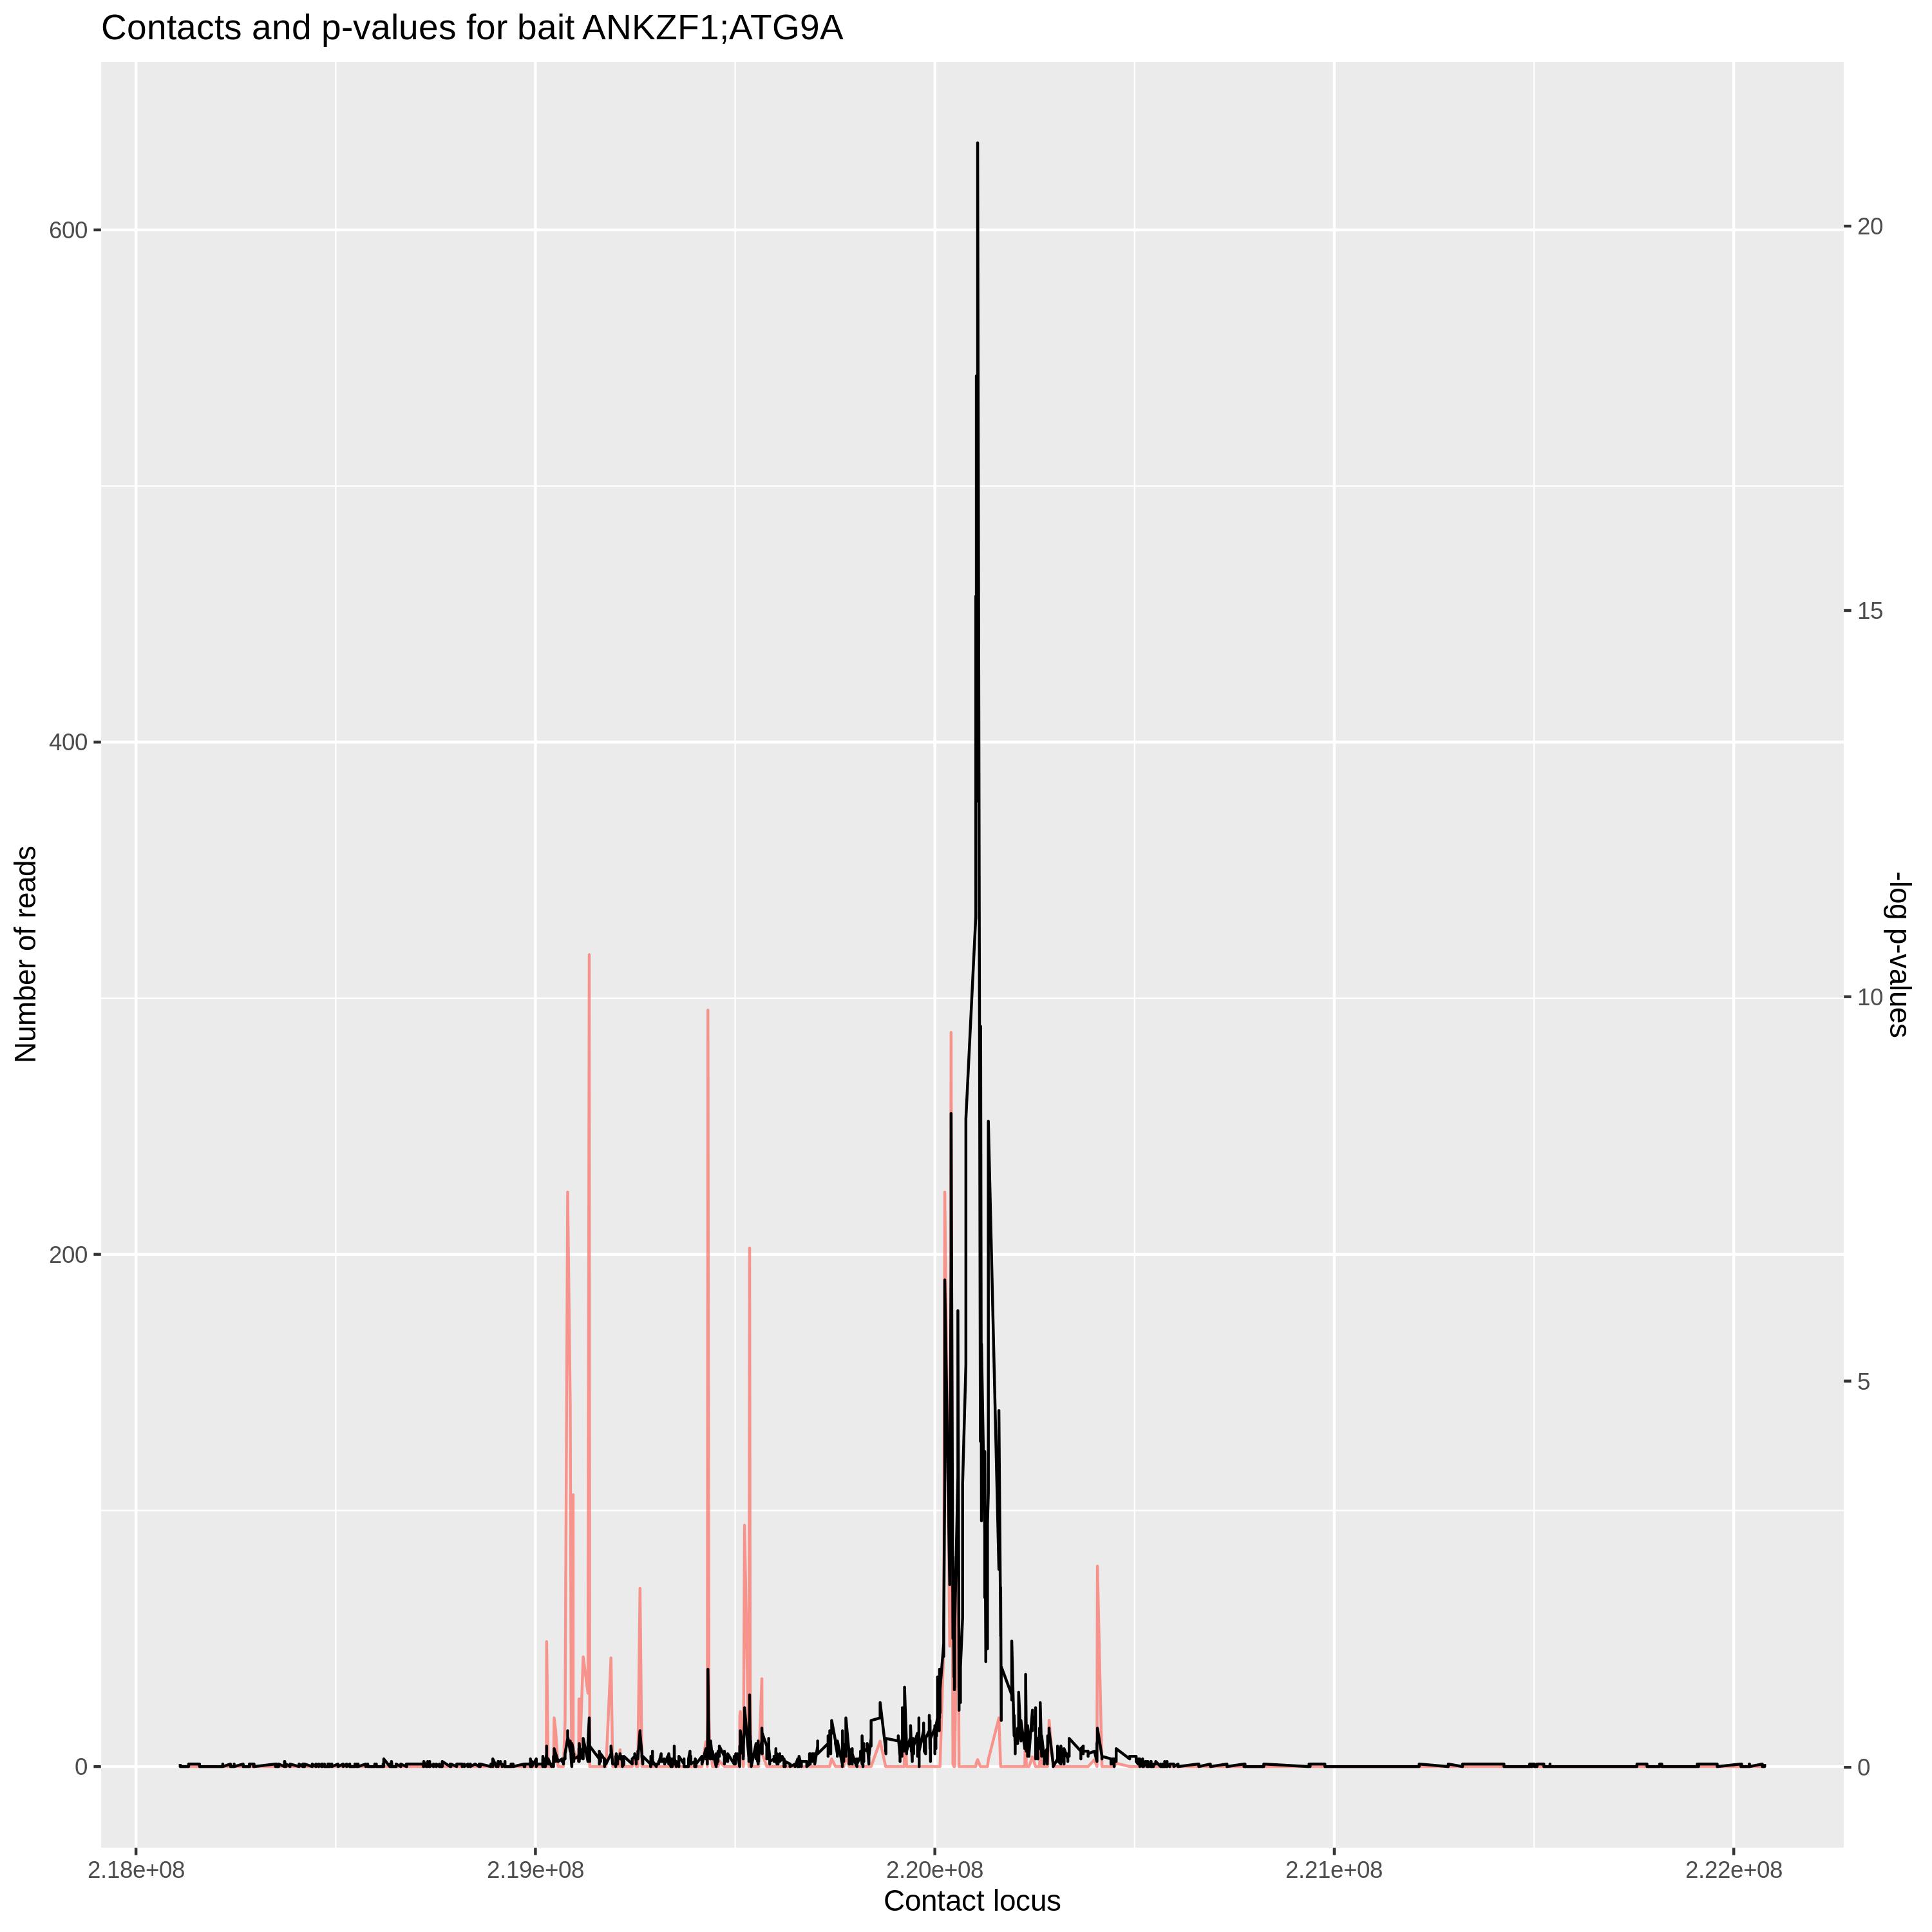 Contacts and p-values for bait ANKZF1;ATG9A
600
400
200
0
Number of reads
20
15
10
5
0
-log p-values
2.18e+08
2.19e+08
2.20e+08
2.21e+08
2.22e+08
Contact locus